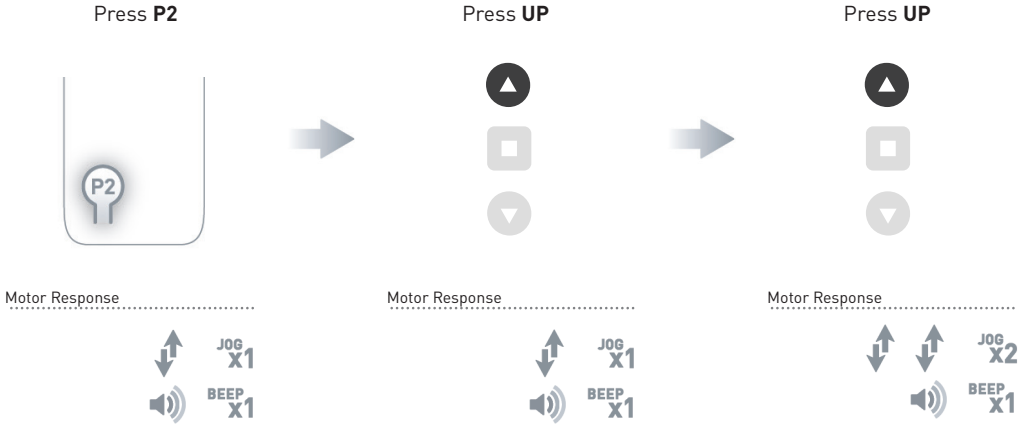 Press P2
Press UP
Press UP
P2
Motor Response
Motor Response
Motor Response
JOG
X1
BEEP
X1
JOG
X1
BEEP
X1
JOG
X2
BEEP
X1